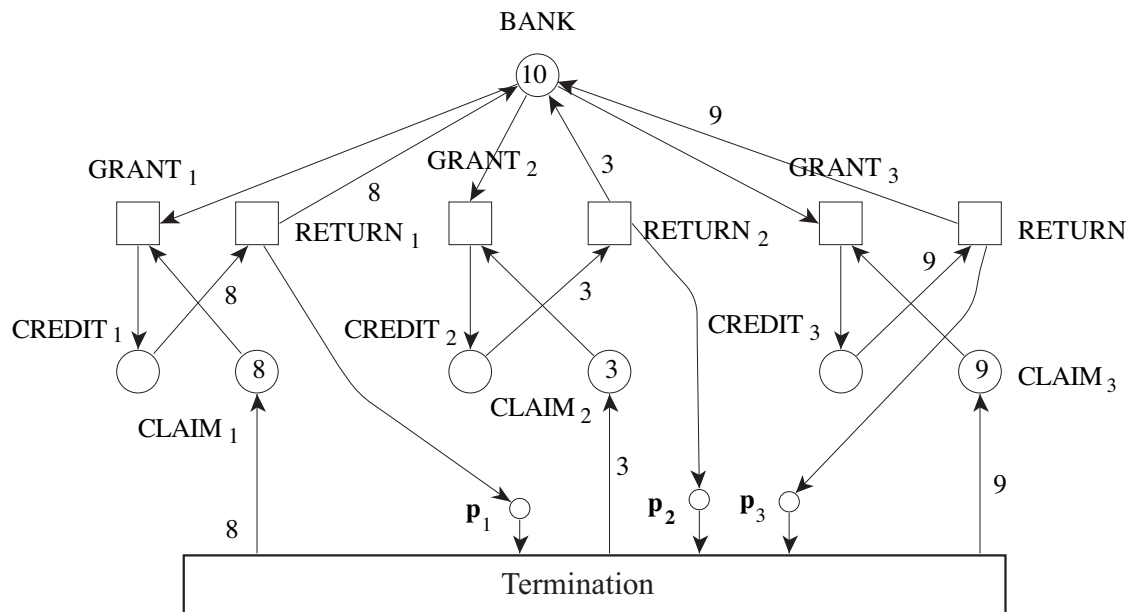 BANK
10
9
GRANT 1
8
GRANT 2
3
GRANT 3
RETURN 1
RETURN 2
RETURN
8
3
9
CREDIT 1
CREDIT 2
CREDIT 3
8
3
9
CLAIM 1
CLAIM 2
CLAIM 3
8
3
9
p1
p2
p3
Termination